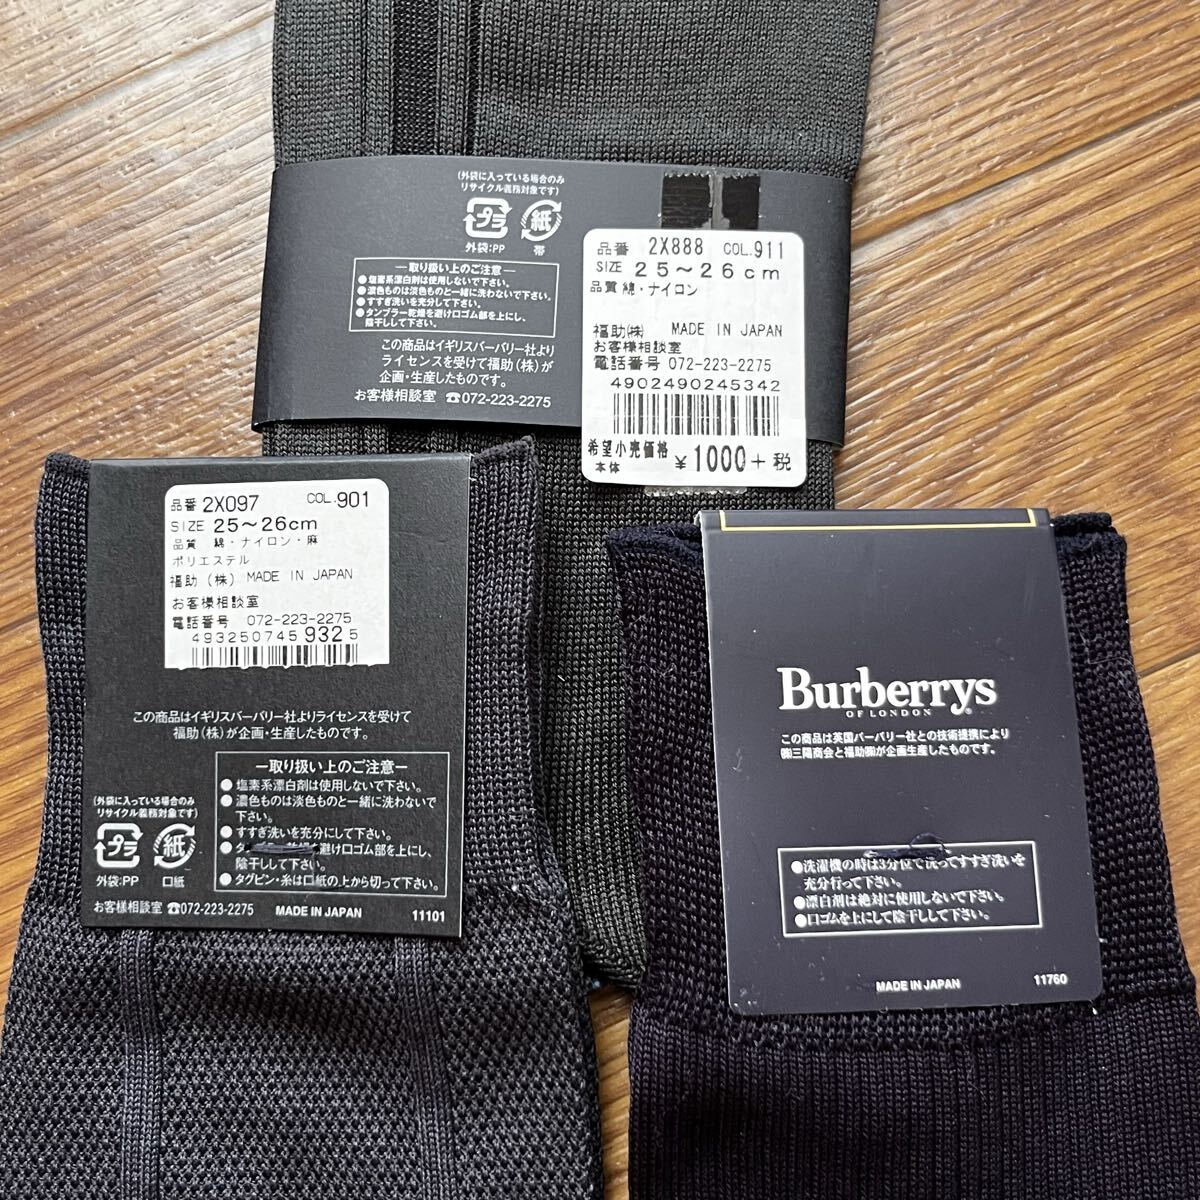 (外袋に入っている場合のみ
リサイクル義務対象です)
プラ
紙
外袋:PP
帯
―取り扱い上のご注意―
●塩素系漂白剤は使用しないで下さい。
●濃色ものは淡色ものと一緒に洗わないで下さい。
●すすぎ洗いを充分にして下さい。
●タンブラー乾燥を避け口ゴム部を上にし、
陰干しして下さい。
この商品はイギリスバーバリー社より
ライセンスを受けて福助(株)が
企画・生産したものです。
お客様相談室 ☎072-223-2275
品番 2X888 COL.911
SIZE 25〜26cm
品質 綿・ナイロン
福助㈱ MADE IN JAPAN
お客様相談室
電話番号 072-223-2275
4902490245342
希望小売価格
本体
¥1000+税
品番 2X097 COL.901
SIZE 25〜26cm
品質 綿・ナイロン・麻
ポリエステル
福助(株) MADE IN JAPAN
お客様相談室
電話番号 072-223-2275
4932507459325
この商品はイギリスバーバリー社よりライセンスを受けて
福助(株)が企画・生産したものです。
―取り扱い上のご注意―
●塩素系漂白剤は使用しないで下さい。
●濃色ものは淡色ものと一緒に洗わないで
下さい。
●すすぎ洗いを充分にして下さい。
●タ 避け口ゴム部を上にし、
陰干しして下さい。
●タグピン・糸は口紙の上から切って下さい。
(外袋に入っている場合のみ
リサイクル義務対象です)
プラ
紙
外袋:PP
口紙
お客様相談室 ☎072-223-2275 MADE IN JAPAN 11101
Burberrys
OF LONDON
この商品は英国バーバリー社との技術提携により
㈱三陽商会と福助㈱が企画生産したものです。
●洗濯機の時は3分位で洗ってすすぎ洗いを
充分行って下さい。
●漂白剤は絶対に使用しないで下さい。
●口ゴムを上にして陰干しして下さい。
MADE IN JAPAN 11760